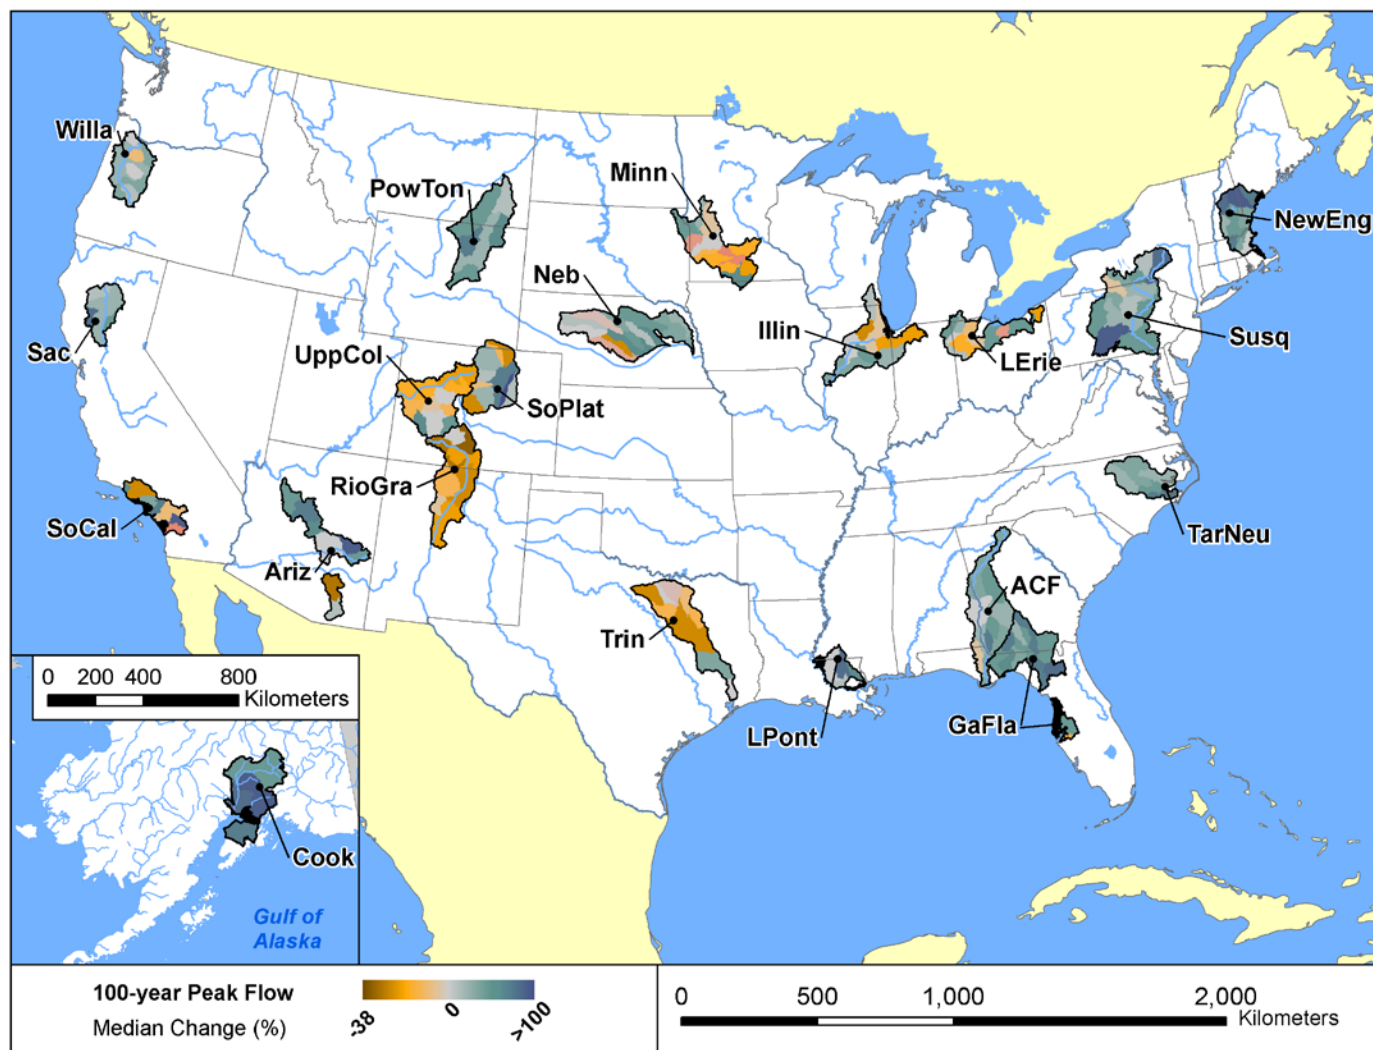 Willa
PowTon
Minn
NewEng
Neb
Illin
LErie
Susq
Sac
UppCol
SoPlat
RioGra
SoCal
Ariz
TarNeu
ACF
Trin
LPont
GaFla
0 200 400 800
Kilometers
Cook
Gulf of
Alaska
100-year Peak Flow
Median Change (%)
-38 0 >100
0 500 1,000 2,000
Kilometers